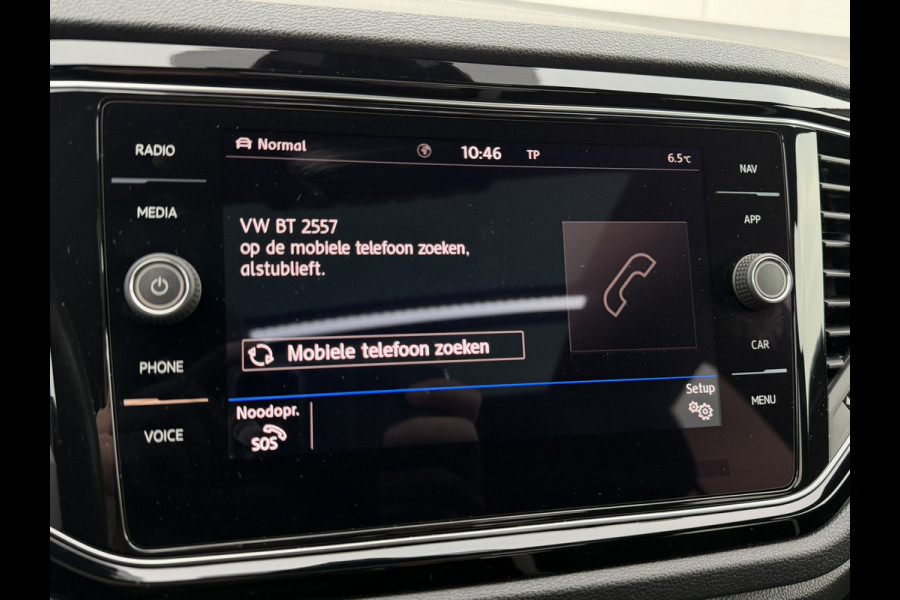 RADIO
MEDIA
PHONE
VOICE
Normal
10:46
TP
6.5°C
VW BT 2557
op de mobiele telefoon zoeken,
alstublieft.
Mobiele telefoon zoeken
Noodopr.
SOS
Setup
NAV
APP
CAR
MENU